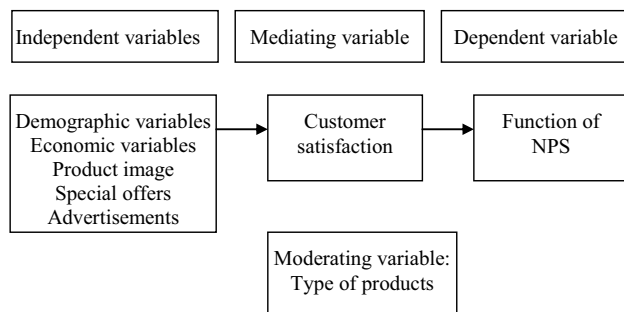 Independent variables
Mediating variable
Dependent variable
Demographic variables
Economic variables
Product image
Special offers
Advertisements
Customer
satisfaction
Function of
NPS
Moderating variable:
Type of products